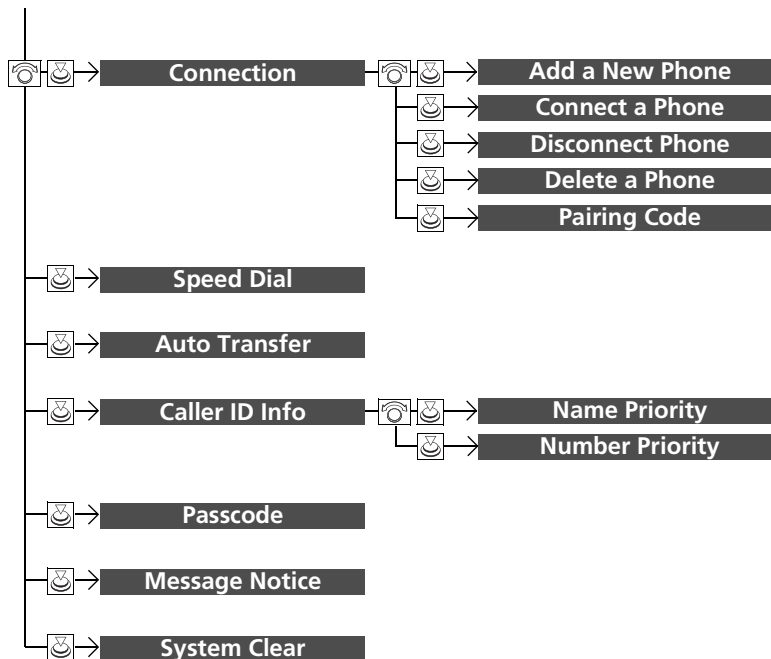 Connection
Add a New Phone
Connect a Phone
Disconnect Phone
Delete a Phone
Pairing Code
Speed Dial
Auto Transfer
Caller ID Info
Name Priority
Number Priority
Passcode
Message Notice
System Clear